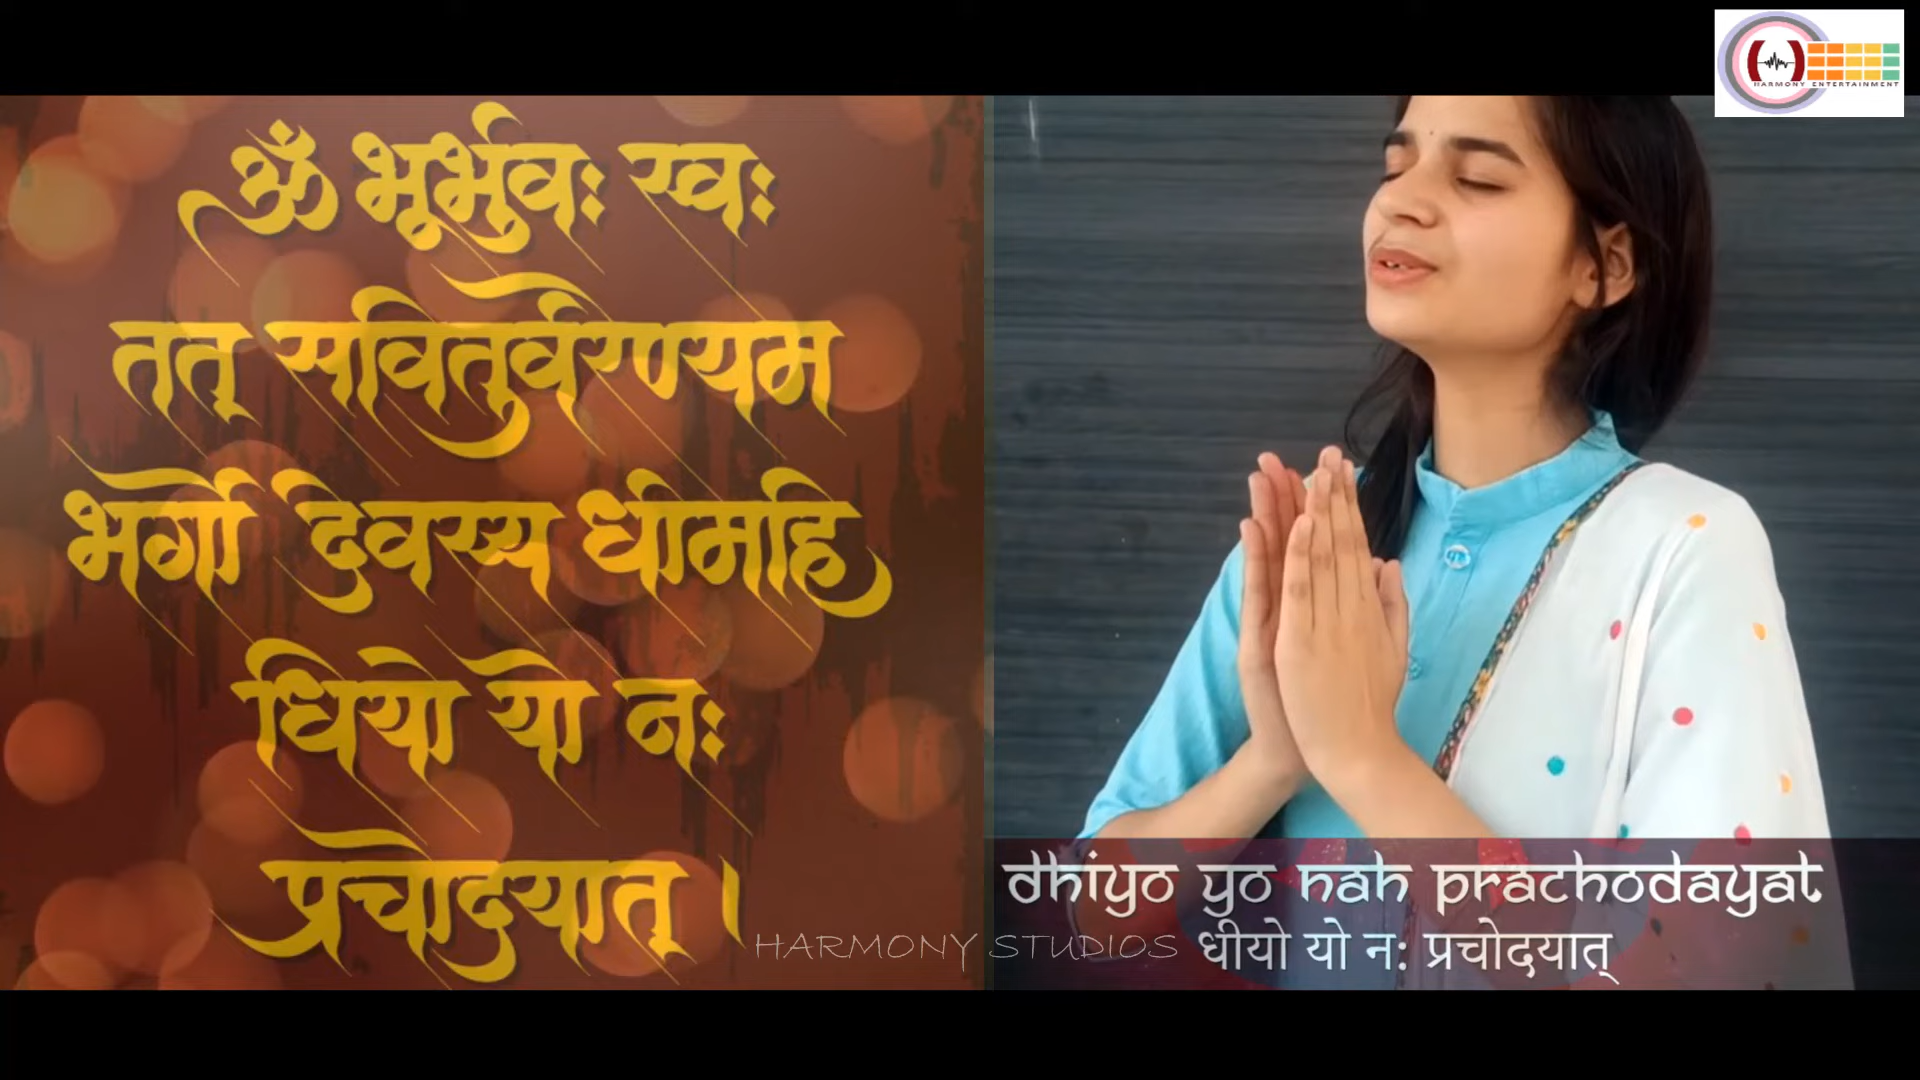 ॐ भूर्भुवः स्वः
तत् सवितुर्वरेण्यम
भर्गो देवस्य धीमहि
धियो यो नः
प्रचोदयात् ।
HARMONY ENTERTAINMENT
Dhiyo yo nah prachodayat
धीयो यो न: प्रचोदयात्
HARMONY STUDIOS